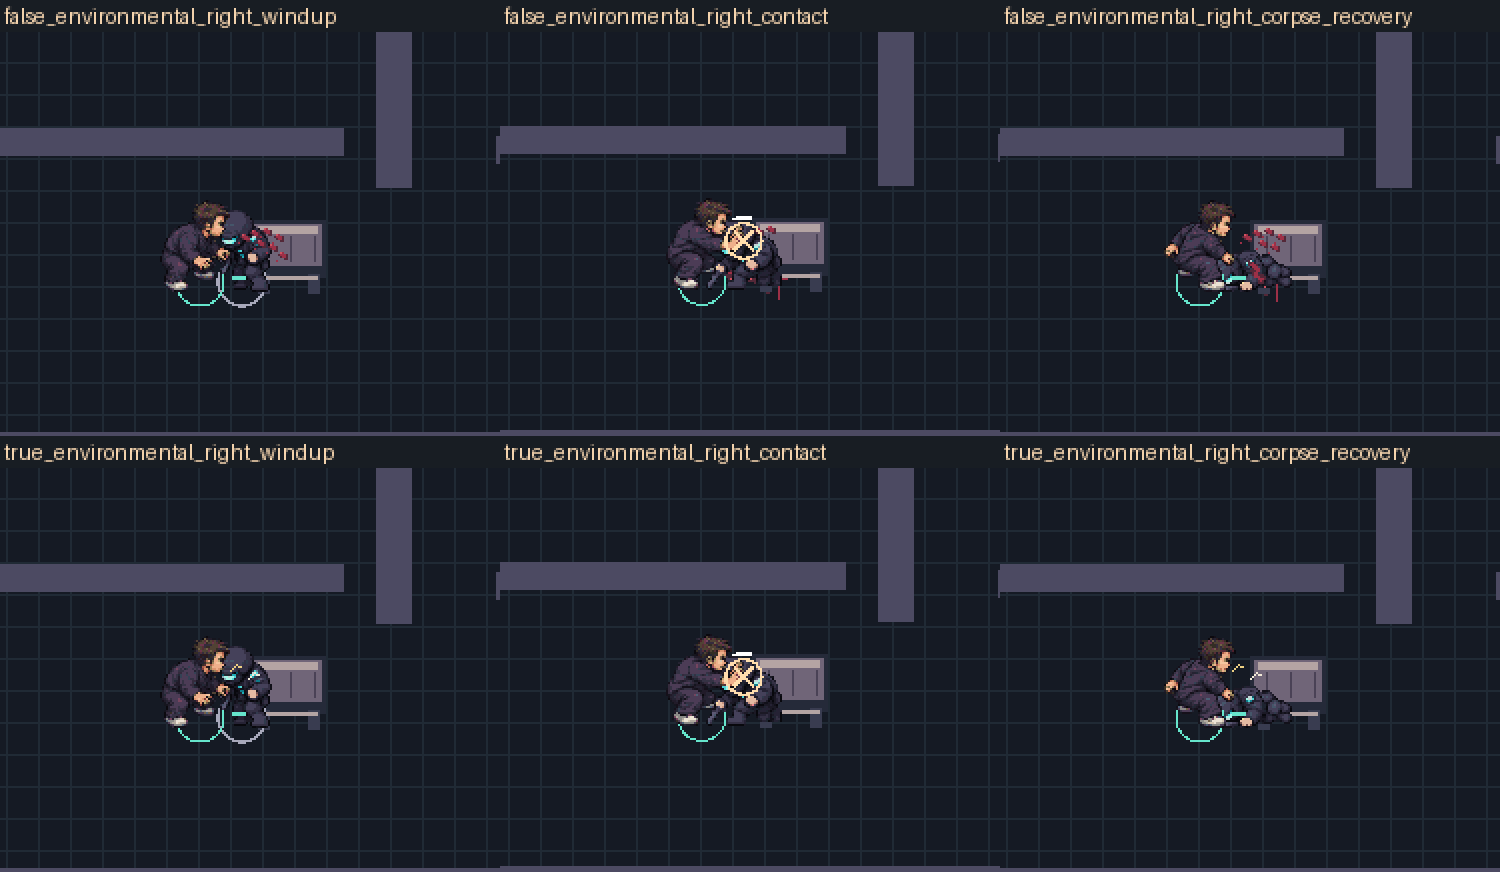 false_environmental_right_windup
false_environmental_right_contact
false_environmental_right_corpse_recovery
true_environmental_right_windup
true_environmental_right_contact
true_environmental_right_corpse_recovery